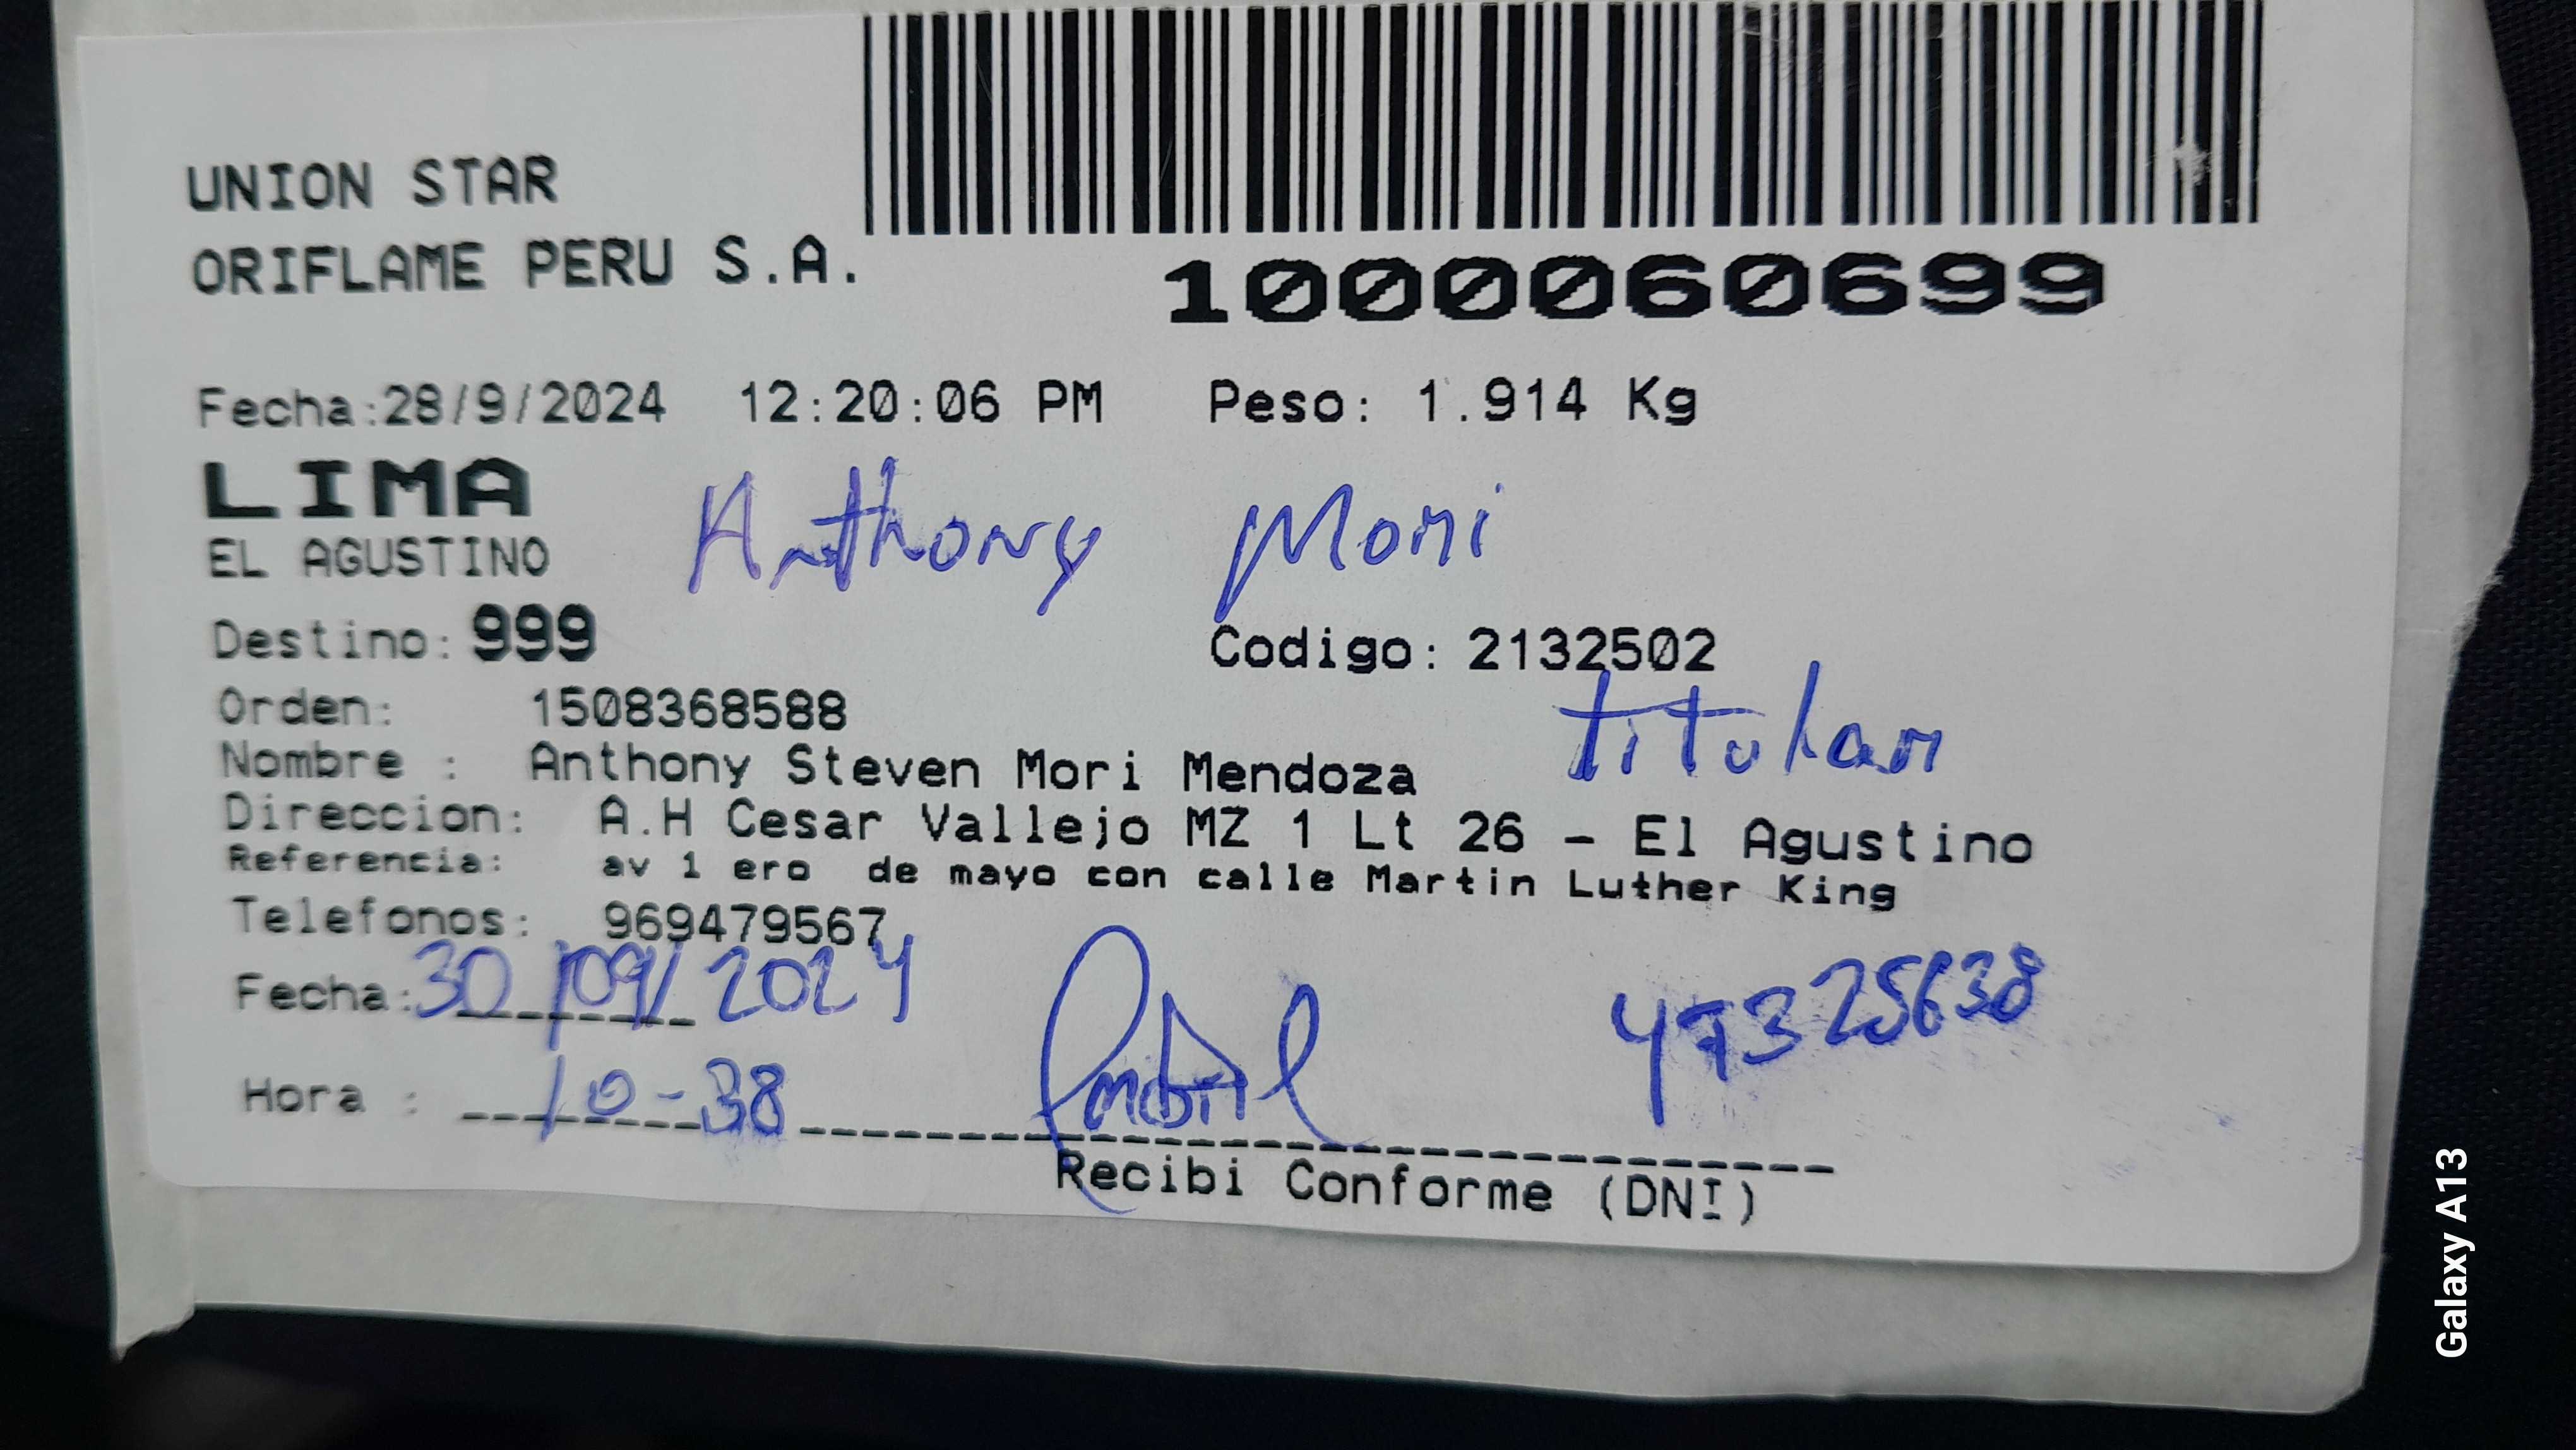 UNION STAR
ORIFLAME PERU S.A.
1000060699
Fecha:28/9/2024 12:20:06 PM Peso: 1.914 Kg
LIMA
Anthony Mori
EL AGUSTINO
Destino: 999 Codigo: 2132502
Orden: 1508368588
titular
Nombre : Anthony Steven Mori Mendoza
Direccion: A.H Cesar Vallejo MZ 1 Lt 26 - El Agustino
Referencia: av 1 ero de mayo con calle Martin Luther King
Telefonos: 969479567
Fecha: 30/09/2024
47325638
Hora : 10-38
Recibi Conforme (DNI)
Galaxy A13